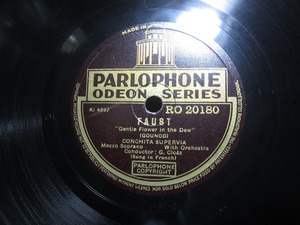 MADE IN
PARLOPHONE
ODEON SERIES
RO 20180
FAUST
"Gentle Flower in the Dew"
(GOUNOD)
CONCHITA SUPERVIA
Mezzo Soprano With Orchestra
Conductor: G. Cloëz
(Sung in French)
PARLOPHONE
COPYRIGHT